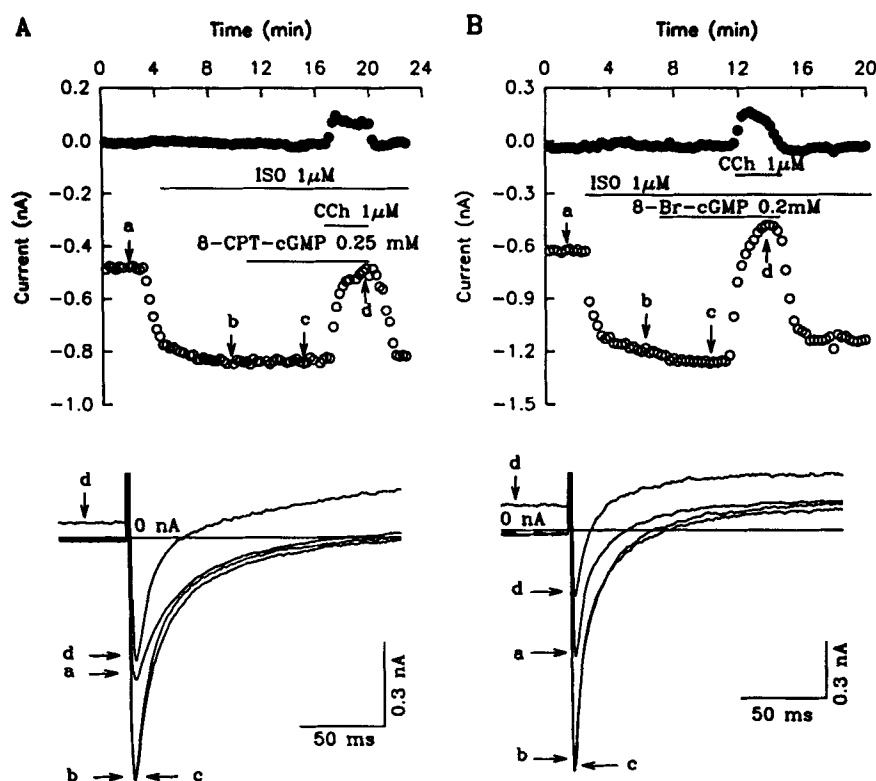 A
Time (min)
0 4 8 12 16 20 24
0.2
0.0
−0.2
−0.4
−0.6
−0.8
−1.0
Current (nA)
ISO 1μM
CCh 1μM
8-CPT-cGMP 0.25 mM
a
b
c
d
d
0 nA
d
a
b
c
50 ms
0.3 nA
B
Time (min)
0 4 8 12 16 20
0.3
0.0
−0.3
−0.6
−0.9
−1.2
−1.5
Current (nA)
CCh 1μM
ISO 1μM
8-Br-cGMP 0.2mM
a
b
c
d
d
0 nA
d
a
b
c
50 ms
0.3 nA